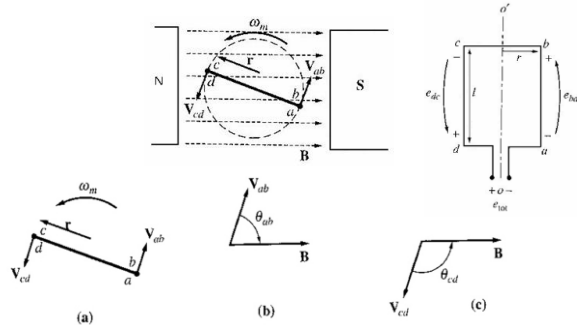 ω_m
c
r
V_ab
b
N
S
d
a
V_cd
B
o'
c
b
−
+
r
e_dc
l
e_ba
+
−
d
a
+ o −
e_tot
ω_m
c
r
b
V_ab
d
a
V_cd
(a)
V_ab
θ_ab
B
(b)
B
θ_cd
V_cd
(c)